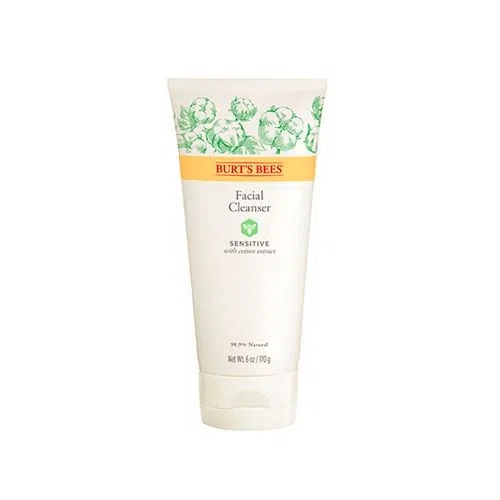 BURT'S BEES
Facial
Cleanser
SENSITIVE
with cotton extract
98.9% Natural
Net Wt. 6 oz / 170 g